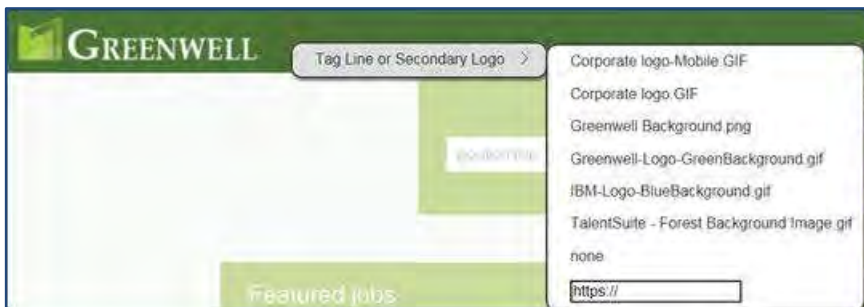 GREENWELL
Tag Line or Secondary Logo >
Corporate logo-Mobile.GIF
Corporate logo.GIF
Greenwell Background.png
Greenwell-Logo-GreenBackground.gif
IBM-Logo-BlueBackground.gif
TalentSuite - Forest Background Image.gif
none
https://
Featured jobs